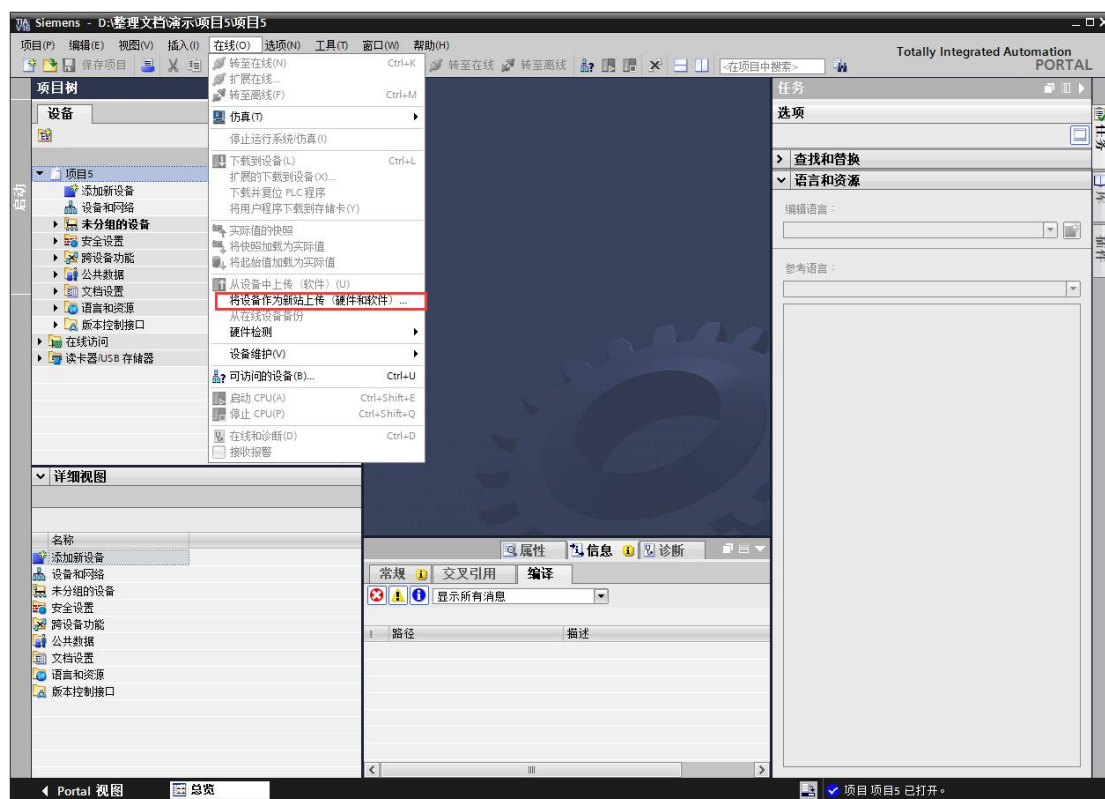 Siemens - D:\整理文档\演示\项目5\项目5
项目(P) 编辑(E) 视图(V) 插入(I) 在线(O) 选项(N) 工具(T) 窗口(W) 帮助(H)
Totally Integrated Automation
PORTAL
保存项目 转至在线 转至离线 <在项目中搜索>
项目树
设备
项目5
添加新设备
设备和网络
未分组的设备
安全设置
跨设备功能
公共数据
文档设置
语言和资源
版本控制接口
在线访问
读卡器/USB 存储器
启动
转至在线(N) Ctrl+K
扩展在线...
转至离线(F) Ctrl+M
仿真(T)
停止运行系统/仿真(I)
下载到设备(L) Ctrl+L
扩展的下载到设备(X)...
下载并复位 PLC 程序
将用户程序下载到存储卡(Y)
实际值的快照
将快照加载为实际值
将起始值加载为实际值
从设备中上传（软件）(U)
将设备作为新站上传（硬件和软件）...
从在线设备备份
硬件检测
设备维护(V)
可访问的设备(B)... Ctrl+U
启动 CPU(A) Ctrl+Shift+E
停止 CPU(P) Ctrl+Shift+Q
在线和诊断(D) Ctrl+D
接收报警
详细视图
名称
添加新设备
设备和网络
未分组的设备
安全设置
跨设备功能
公共数据
文档设置
语言和资源
版本控制接口
属性 信息 诊断
常规 交叉引用 编译
显示所有消息
! 路径 描述
任务
选项
查找和替换
语言和资源
编辑语言：
参考语言：
任务
库
插件
Portal 视图 总览
项目 项目5 已打开。